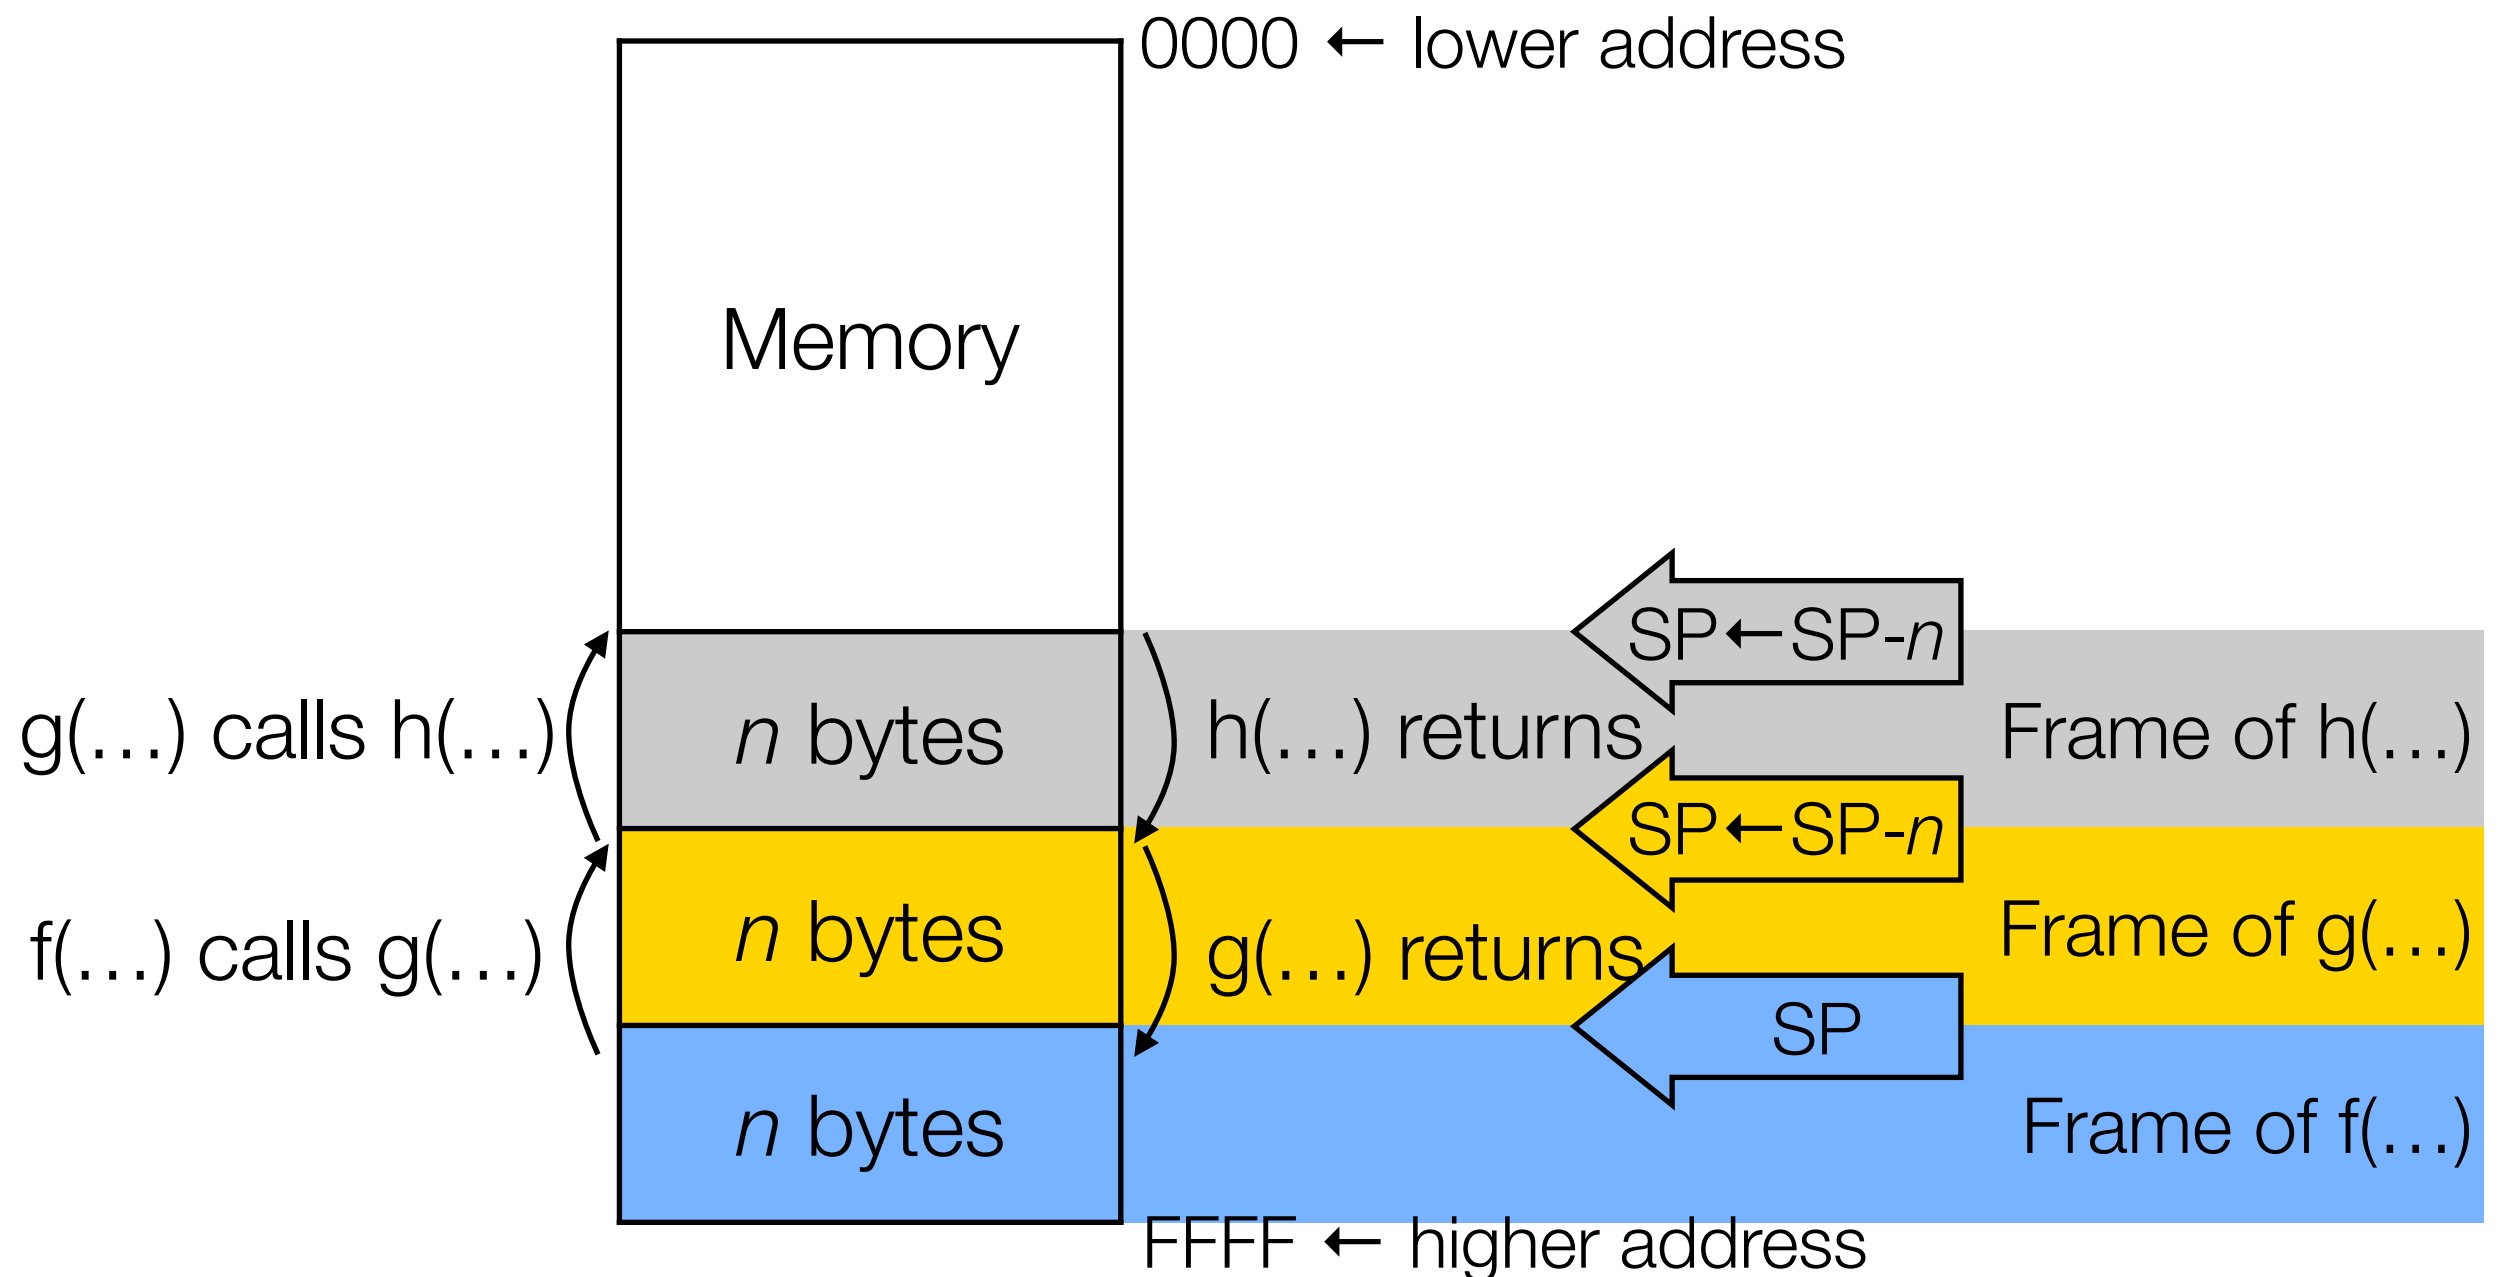 0000 ← lower address
Memory
SP←SP-n
g(...) calls h(...)
n bytes
h(...) returns
Frame of h(...)
SP←SP-n
f(...) calls g(...)
n bytes
g(...) returns
Frame of g(...)
SP
n bytes
Frame of f(...)
FFFF ← higher address